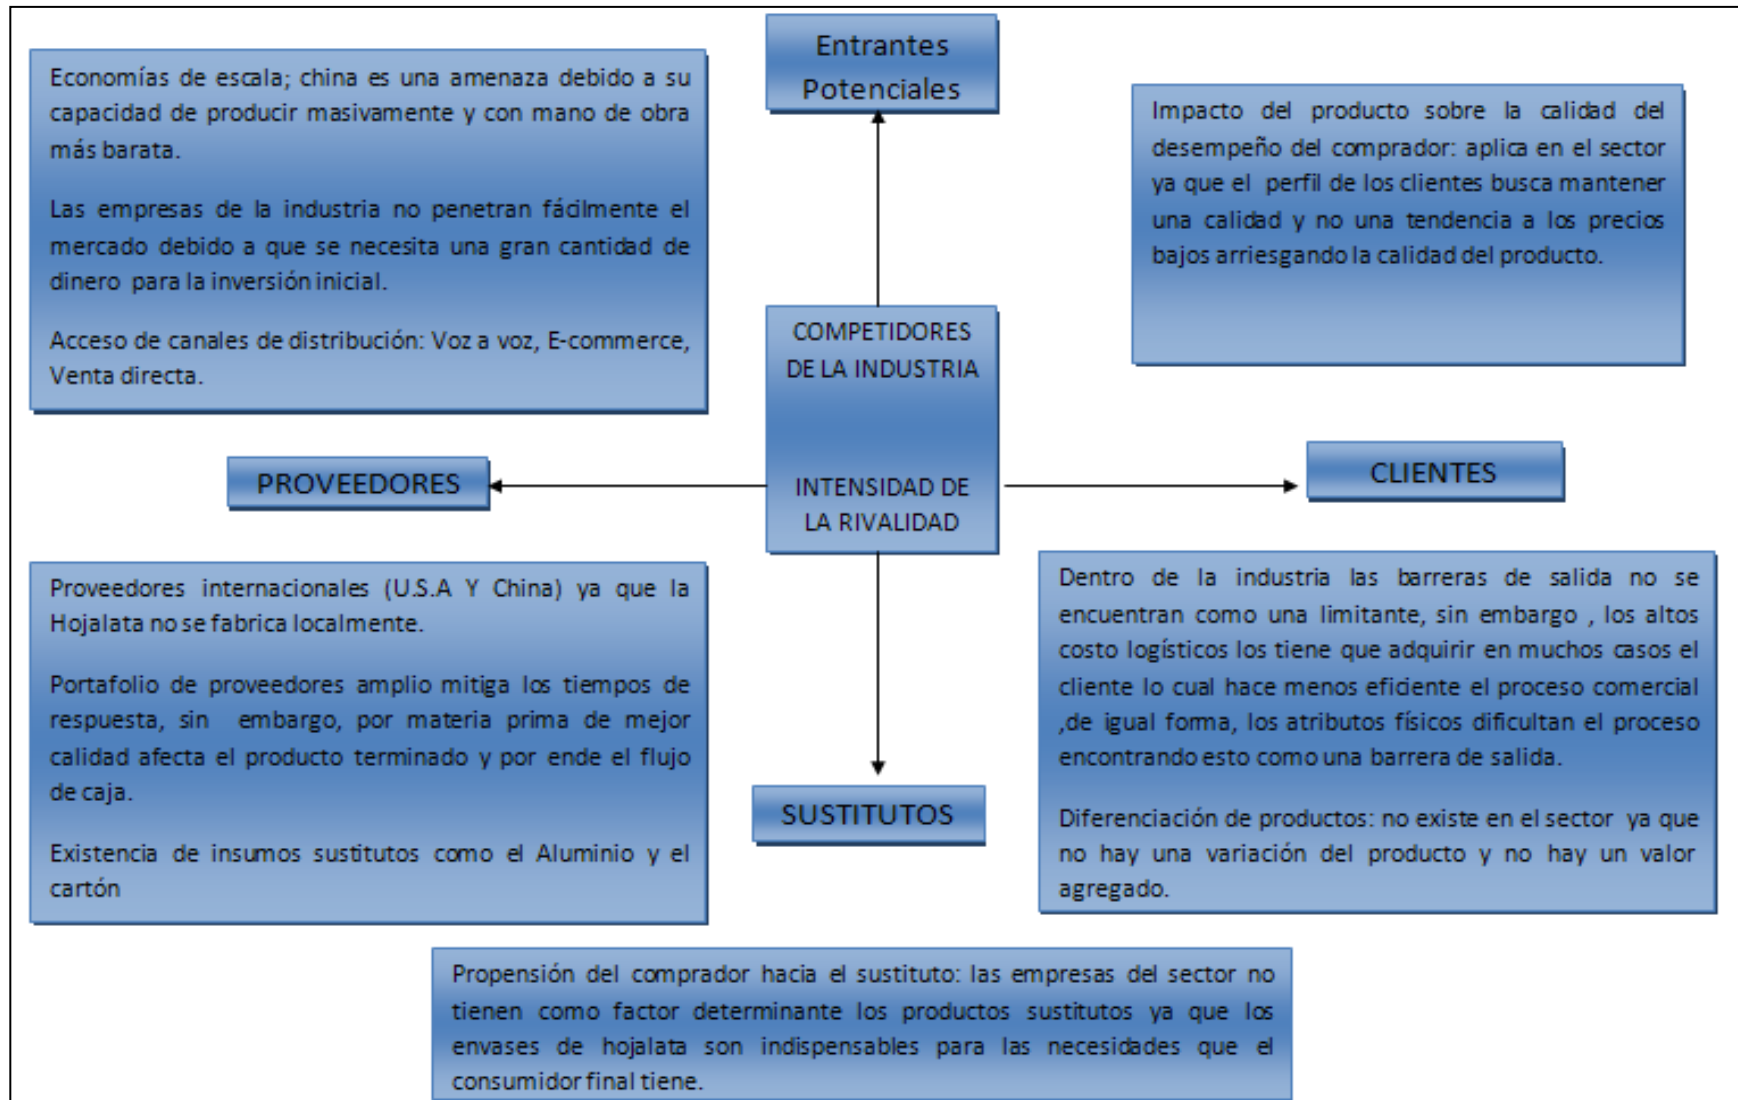 Entrantes
Potenciales
Economías de escala; china es una amenaza debido a su
capacidad de producir masivamente y con mano de obra
más barata.
Las empresas de la industria no penetran fácilmente el
mercado debido a que se necesita una gran cantidad de
dinero para la inversión inicial.
Acceso de canales de distribución: Voz a voz, E-commerce,
Venta directa.
Impacto del producto sobre la calidad del
desempeño del comprador: aplica en el sector
ya que el perfil de los clientes busca mantener
una calidad y no una tendencia a los precios
bajos arriesgando la calidad del producto.
COMPETIDORES
DE LA INDUSTRIA
INTENSIDAD DE
LA RIVALIDAD
PROVEEDORES
CLIENTES
Proveedores internacionales (U.S.A Y China) ya que la
Hojalata no se fabrica localmente.
Portafolio de proveedores amplio mitiga los tiempos de
respuesta, sin embargo, por materia prima de mejor
calidad afecta el producto terminado y por ende el flujo
de caja.
Existencia de insumos sustitutos como el Aluminio y el
cartón
Dentro de la industria las barreras de salida no se
encuentran como una limitante, sin embargo , los altos
costo logísticos los tiene que adquirir en muchos casos el
cliente lo cual hace menos eficiente el proceso comercial
,de igual forma, los atributos físicos dificultan el proceso
encontrando esto como una barrera de salida.
Diferenciación de productos: no existe en el sector ya que
no hay una variación del producto y no hay un valor
agregado.
SUSTITUTOS
Propensión del comprador hacia el sustituto: las empresas del sector no
tienen como factor determinante los productos sustitutos ya que los
envases de hojalata son indispensables para las necesidades que el
consumidor final tiene.